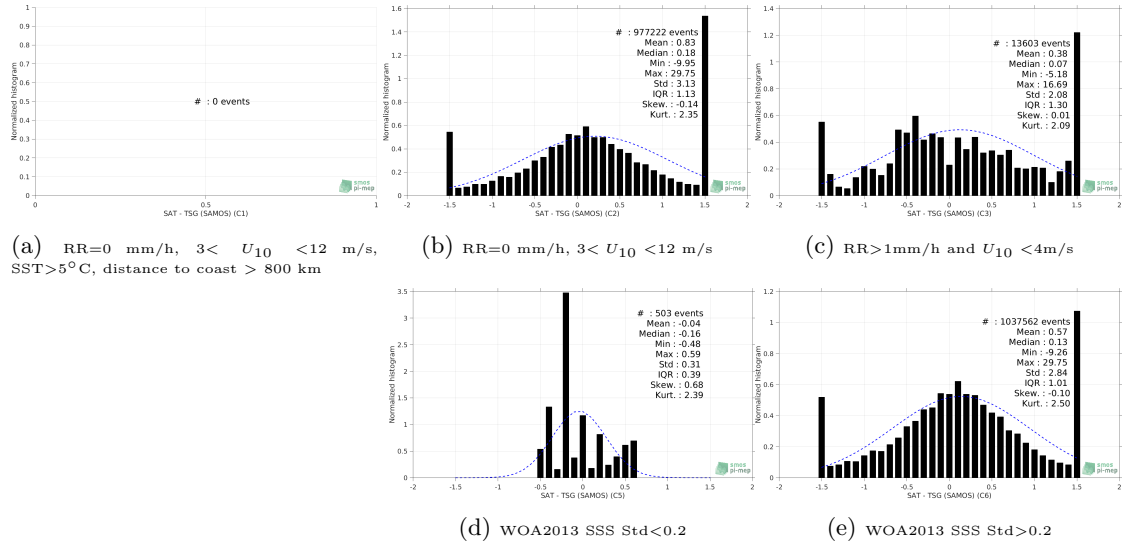 1
0.9
0.8
0.7
0.6
0.5
0.4
0.3
0.2
0.1
0
Normalized histogram
# : 0 events
0 0.5 1
SAT - TSG (SAMOS) (C1)
smos
pi-mep
(a) RR=0 mm/h, 3< U10 <12 m/s,
SST>5°C, distance to coast > 800 km
1.6
1.4
1.2
1
0.8
0.6
0.4
0.2
0
Normalized histogram
# : 977222 events
Mean : 0.83
Median : 0.18
Min : -9.95
Max : 29.75
Std : 3.13
IQR : 1.13
Skew. : -0.14
Kurt. : 2.35
-2 -1.5 -1 -0.5 0 0.5 1 1.5 2
SAT - TSG (SAMOS) (C2)
smos
pi-mep
(b) RR=0 mm/h, 3< U10 <12 m/s
1.4
1.2
1
0.8
0.6
0.4
0.2
0
Normalized histogram
# : 13603 events
Mean : 0.38
Median : 0.07
Min : -5.18
Max : 16.69
Std : 2.08
IQR : 1.30
Skew. : 0.01
Kurt. : 2.09
-2 -1.5 -1 -0.5 0 0.5 1 1.5 2
SAT - TSG (SAMOS) (C3)
smos
pi-mep
(c) RR>1mm/h and U10 <4m/s
3.5
3
2.5
2
1.5
1
0.5
0
Normalized histogram
# : 503 events
Mean : -0.04
Median : -0.16
Min : -0.48
Max : 0.59
Std : 0.31
IQR : 0.39
Skew. : 0.68
Kurt. : 2.39
-2 -1.5 -1 -0.5 0 0.5 1 1.5 2
SAT - TSG (SAMOS) (C5)
smos
pi-mep
(d) WOA2013 SSS Std<0.2
1.2
1
0.8
0.6
0.4
0.2
0
Normalized histogram
# : 1037562 events
Mean : 0.57
Median : 0.13
Min : -9.26
Max : 29.75
Std : 2.84
IQR : 1.01
Skew. : -0.10
Kurt. : 2.50
-2 -1.5 -1 -0.5 0 0.5 1 1.5 2
SAT - TSG (SAMOS) (C6)
smos
pi-mep
(e) WOA2013 SSS Std>0.2